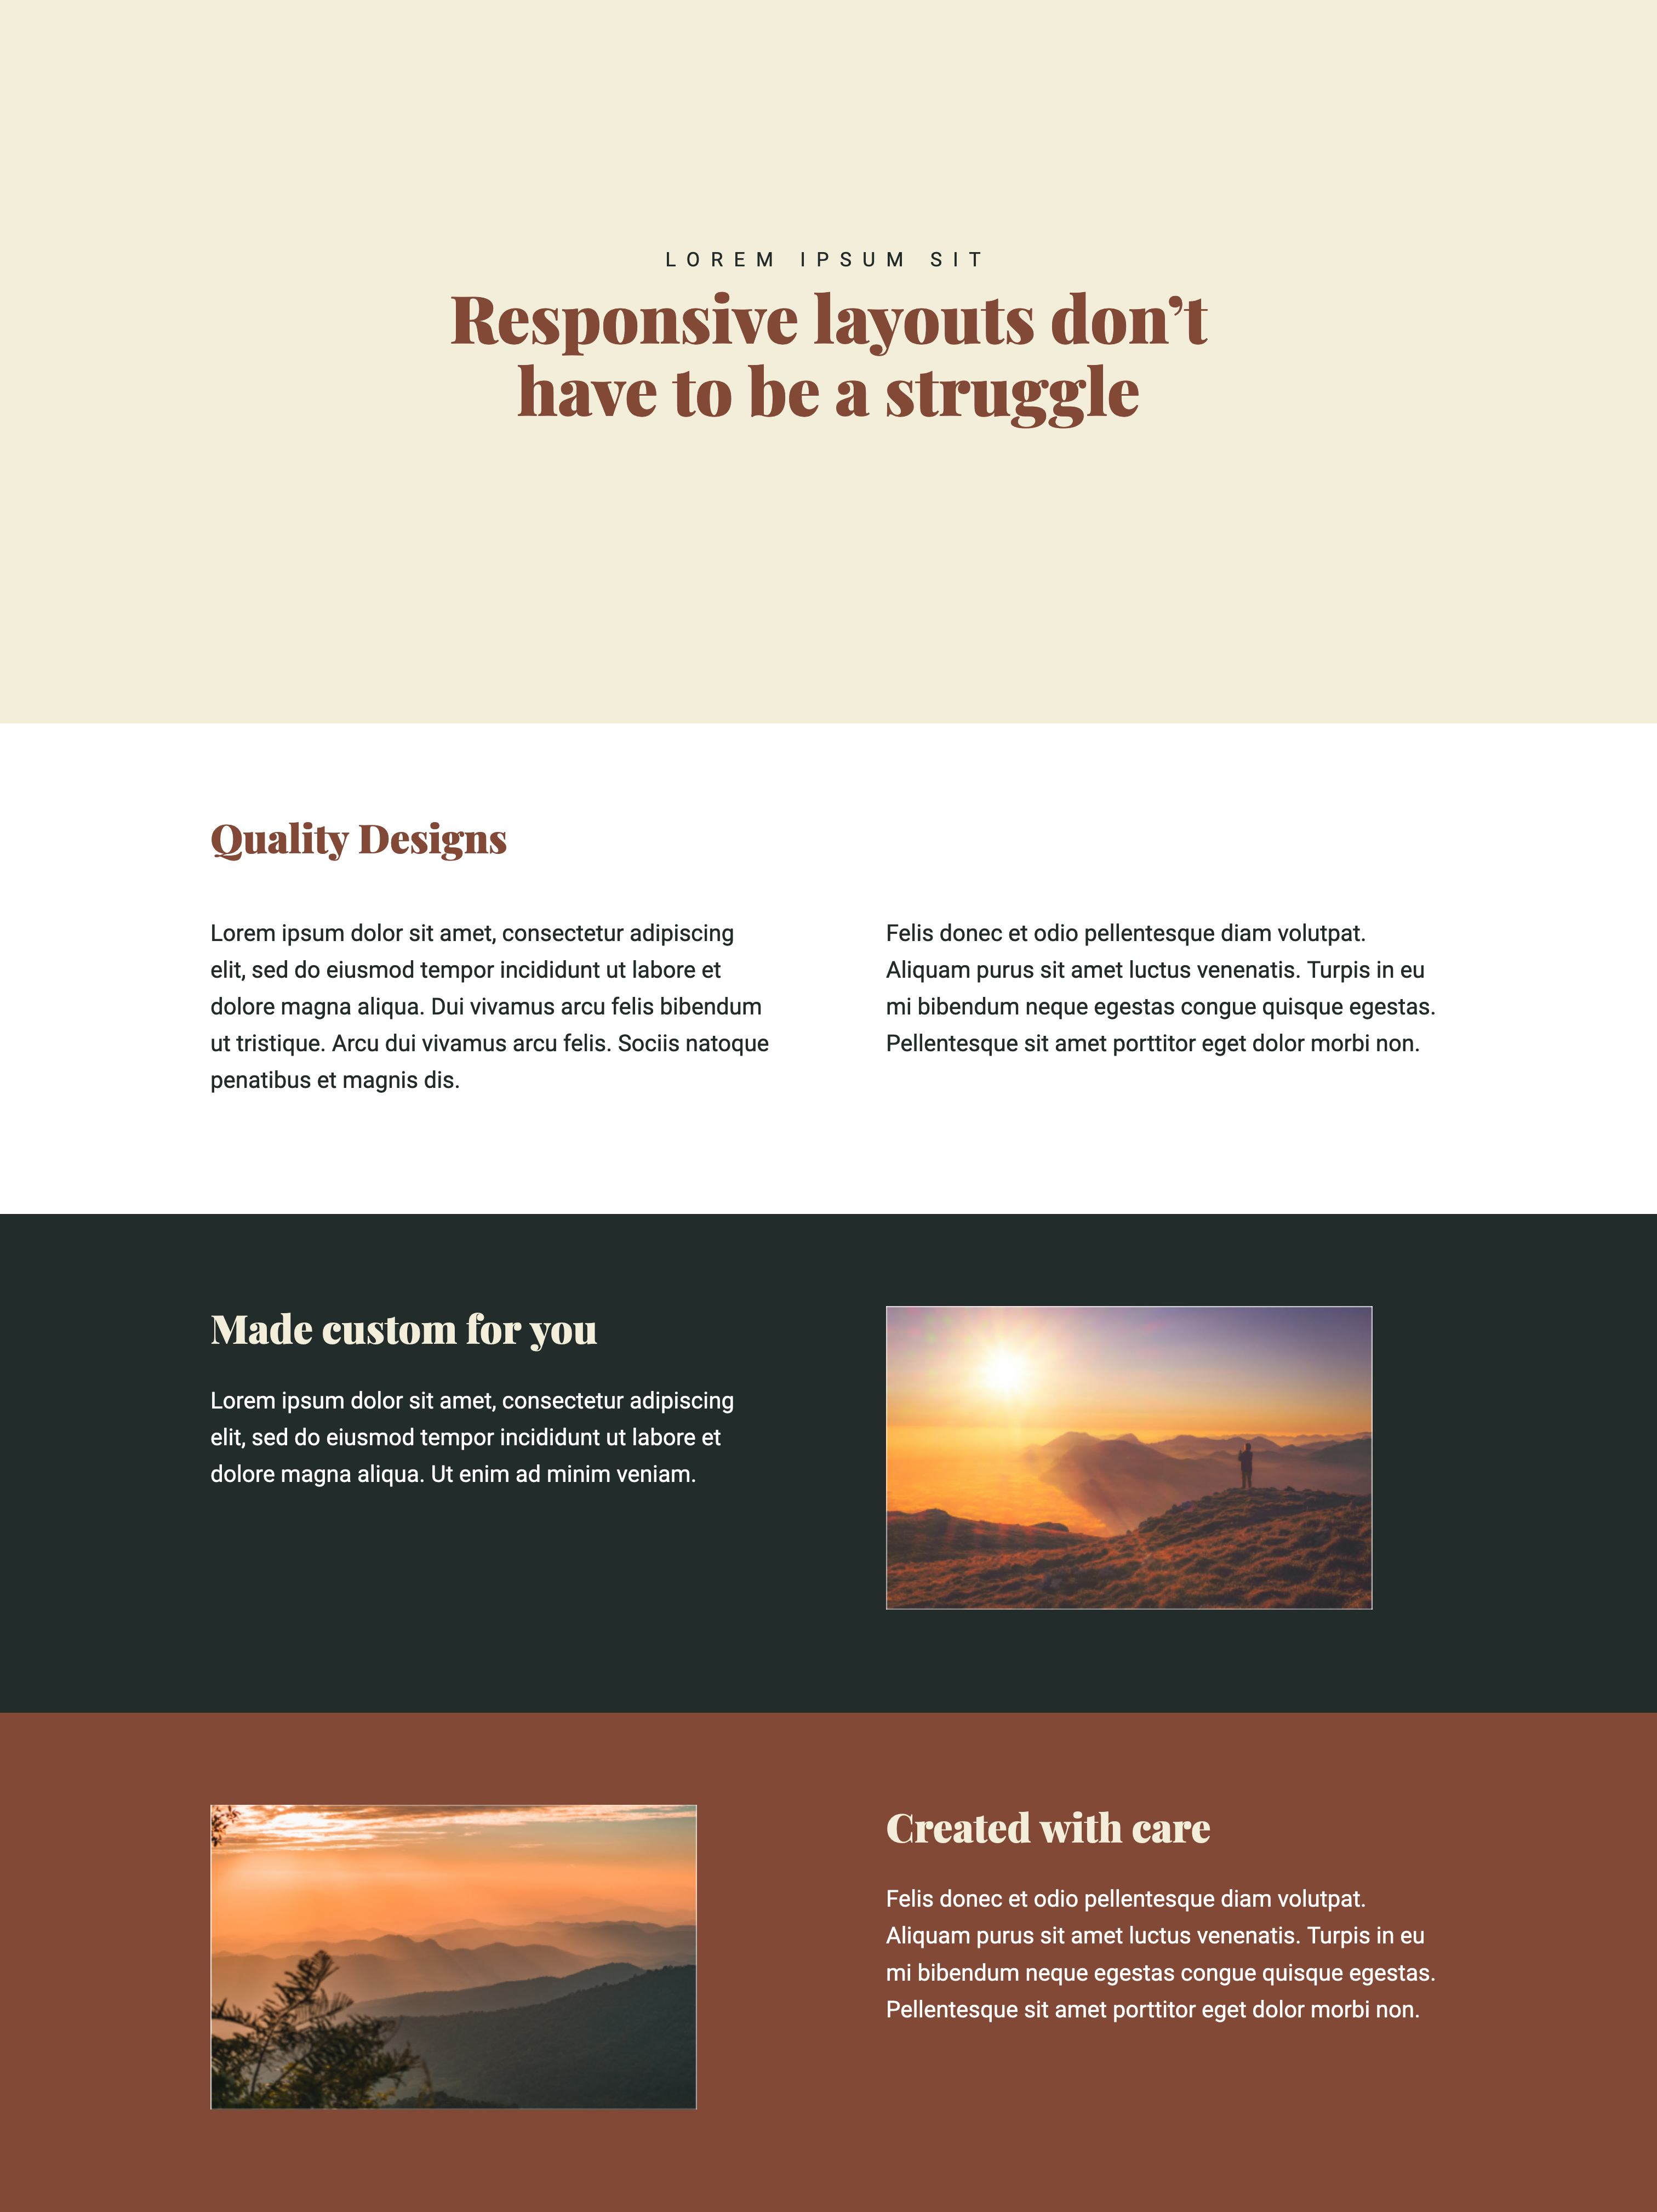 LOREM IPSUM SIT
Responsive layouts don’t
have to be a struggle
Quality Designs
Lorem ipsum dolor sit amet, consectetur adipiscing
elit, sed do eiusmod tempor incididunt ut labore et
dolore magna aliqua. Dui vivamus arcu felis bibendum
ut tristique. Arcu dui vivamus arcu felis. Sociis natoque
penatibus et magnis dis.
Felis donec et odio pellentesque diam volutpat.
Aliquam purus sit amet luctus venenatis. Turpis in eu
mi bibendum neque egestas congue quisque egestas.
Pellentesque sit amet porttitor eget dolor morbi non.
Made custom for you
Lorem ipsum dolor sit amet, consectetur adipiscing
elit, sed do eiusmod tempor incididunt ut labore et
dolore magna aliqua. Ut enim ad minim veniam.
Created with care
Felis donec et odio pellentesque diam volutpat.
Aliquam purus sit amet luctus venenatis. Turpis in eu
mi bibendum neque egestas congue quisque egestas.
Pellentesque sit amet porttitor eget dolor morbi non.